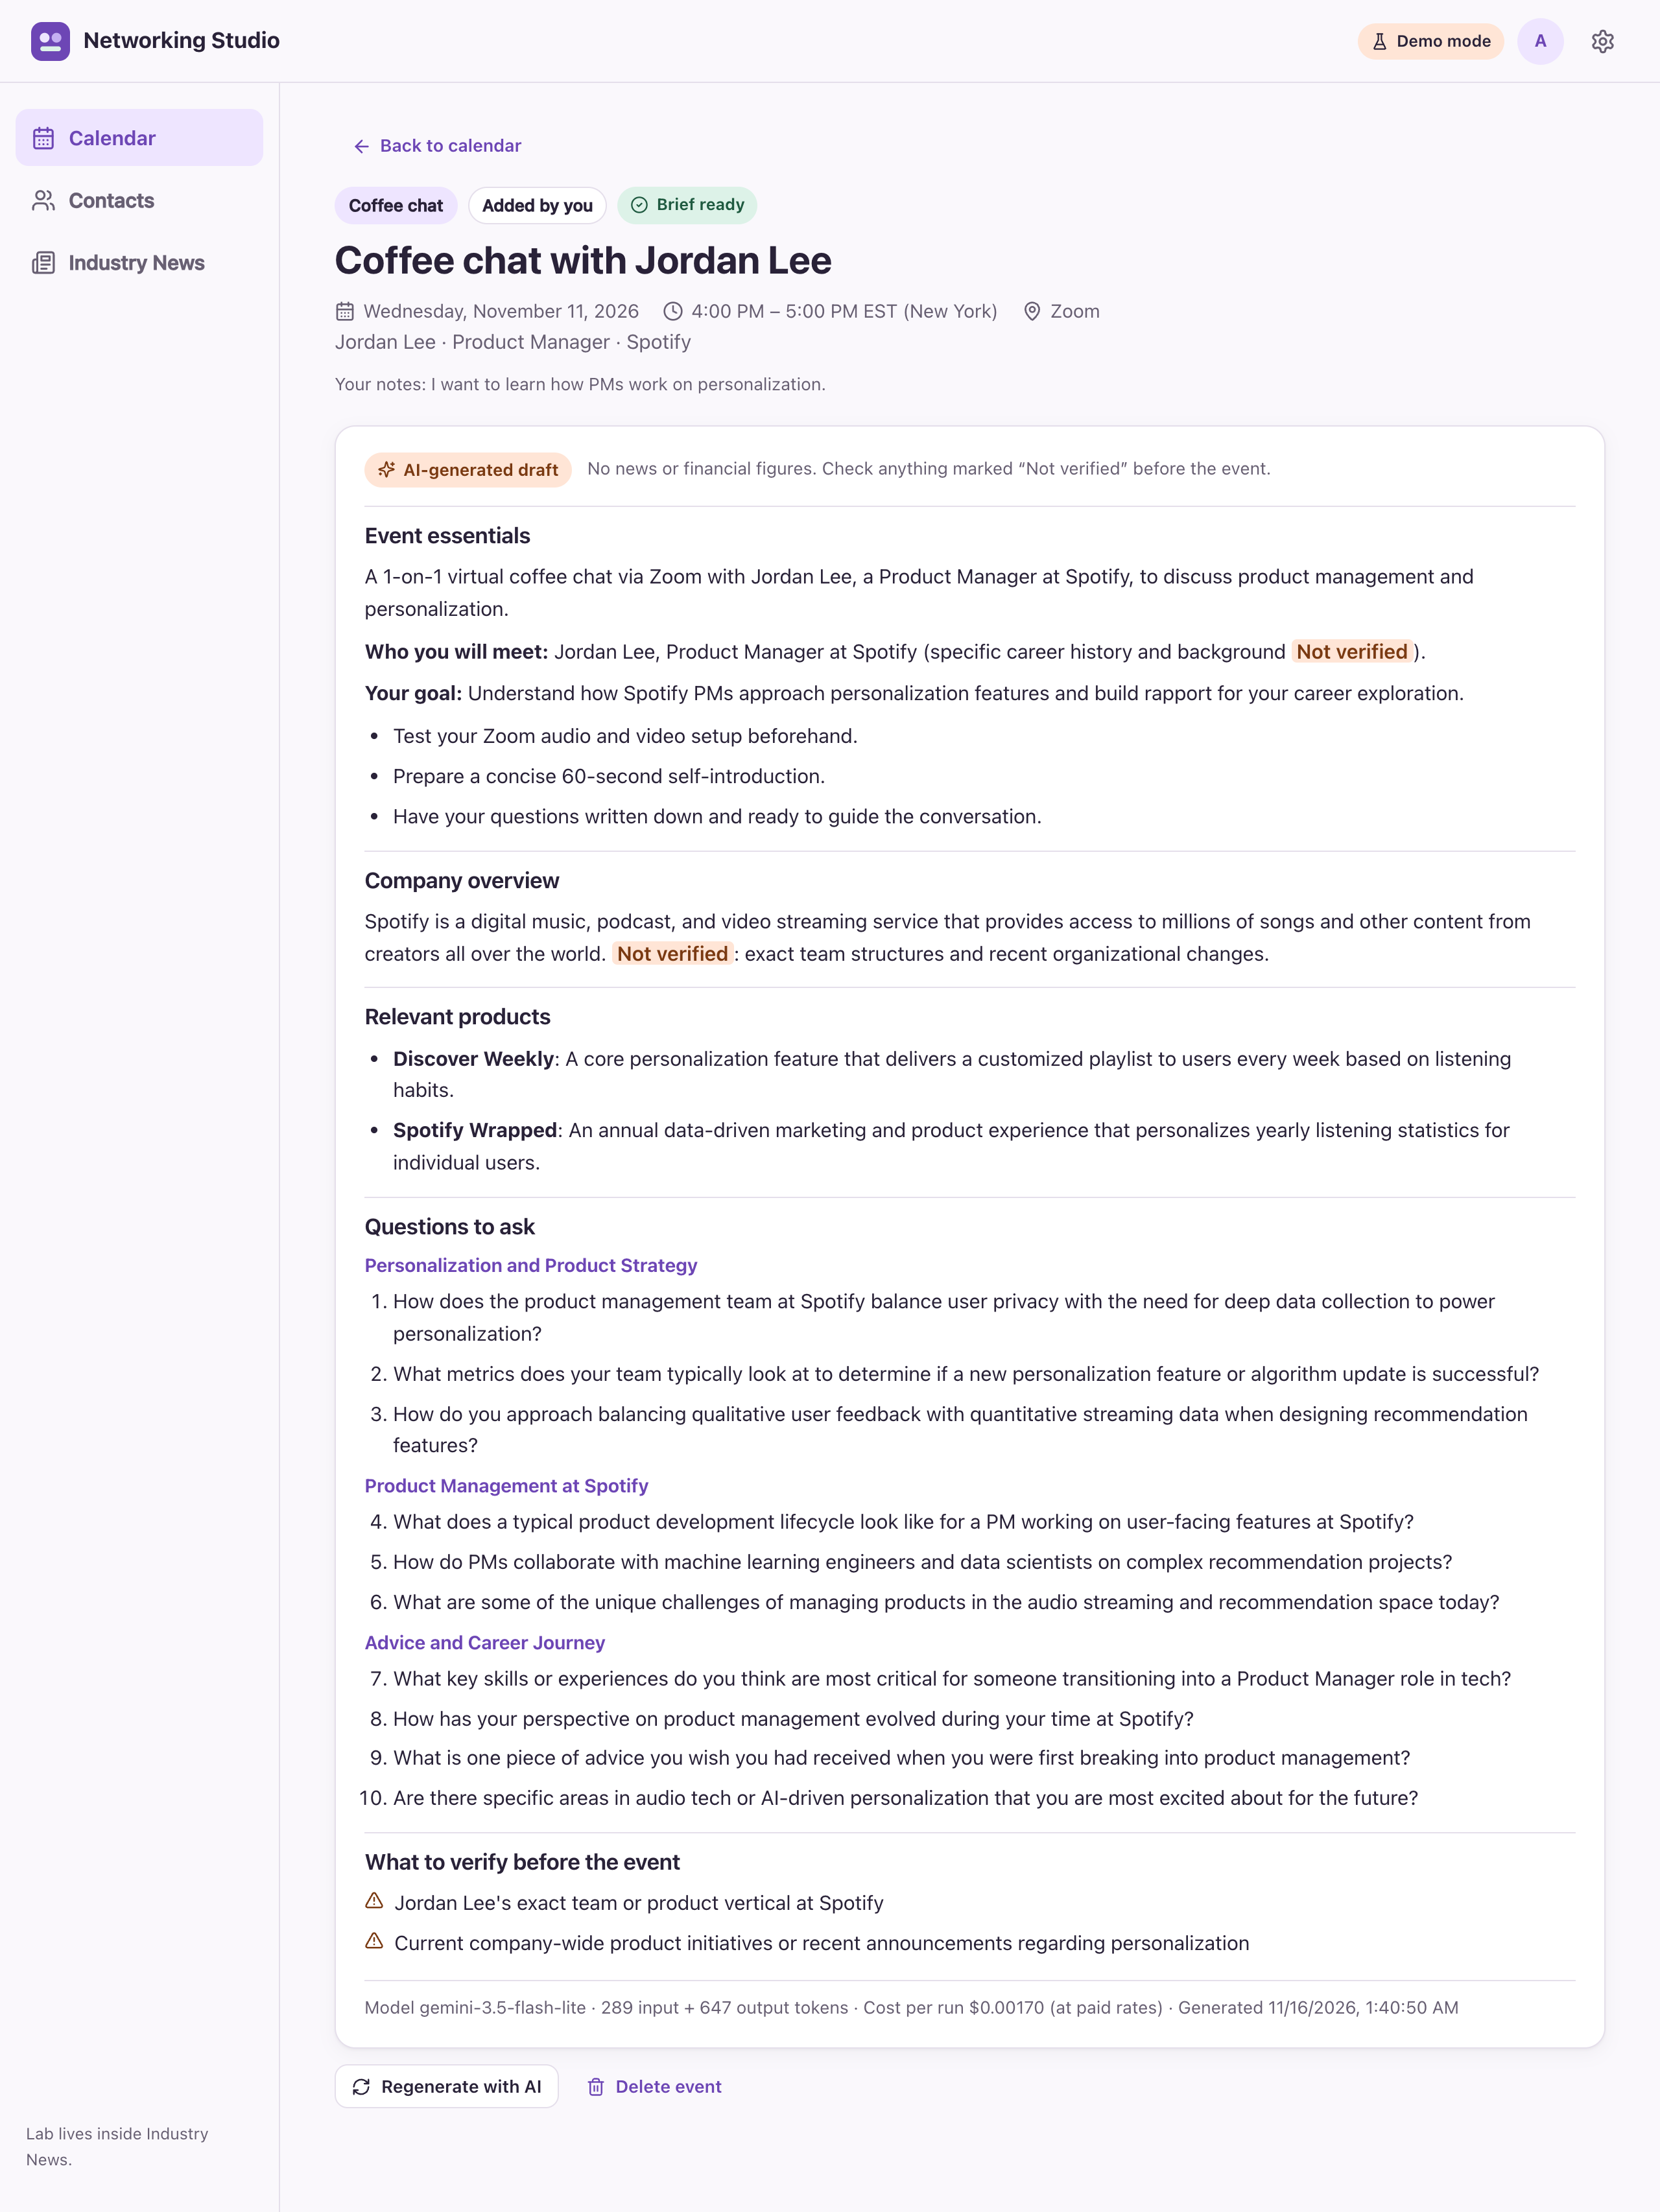 Networking Studio
Demo mode
A
Calendar
Contacts
Industry News
Back to calendar
Coffee chat
Added by you
Brief ready
Coffee chat with Jordan Lee
Wednesday, November 11, 2026 4:00 PM – 5:00 PM EST (New York) Zoom
Jordan Lee · Product Manager · Spotify
Your notes: I want to learn how PMs work on personalization.
AI-generated draft No news or financial figures. Check anything marked “Not verified” before the event.
Event essentials
A 1-on-1 virtual coffee chat via Zoom with Jordan Lee, a Product Manager at Spotify, to discuss product management and
personalization.
Who you will meet: Jordan Lee, Product Manager at Spotify (specific career history and background Not verified).
Your goal: Understand how Spotify PMs approach personalization features and build rapport for your career exploration.
• Test your Zoom audio and video setup beforehand.
• Prepare a concise 60-second self-introduction.
• Have your questions written down and ready to guide the conversation.
Company overview
Spotify is a digital music, podcast, and video streaming service that provides access to millions of songs and other content from
creators all over the world. Not verified: exact team structures and recent organizational changes.
Relevant products
• Discover Weekly: A core personalization feature that delivers a customized playlist to users every week based on listening
habits.
• Spotify Wrapped: An annual data-driven marketing and product experience that personalizes yearly listening statistics for
individual users.
Questions to ask
Personalization and Product Strategy
1. How does the product management team at Spotify balance user privacy with the need for deep data collection to power
personalization?
2. What metrics does your team typically look at to determine if a new personalization feature or algorithm update is successful?
3. How do you approach balancing qualitative user feedback with quantitative streaming data when designing recommendation
features?
Product Management at Spotify
4. What does a typical product development lifecycle look like for a PM working on user-facing features at Spotify?
5. How do PMs collaborate with machine learning engineers and data scientists on complex recommendation projects?
6. What are some of the unique challenges of managing products in the audio streaming and recommendation space today?
Advice and Career Journey
7. What key skills or experiences do you think are most critical for someone transitioning into a Product Manager role in tech?
8. How has your perspective on product management evolved during your time at Spotify?
9. What is one piece of advice you wish you had received when you were first breaking into product management?
10. Are there specific areas in audio tech or AI-driven personalization that you are most excited about for the future?
What to verify before the event
Jordan Lee's exact team or product vertical at Spotify
Current company-wide product initiatives or recent announcements regarding personalization
Model gemini-3.5-flash-lite · 289 input + 647 output tokens · Cost per run $0.00170 (at paid rates) · Generated 11/16/2026, 1:40:50 AM
Regenerate with AI
Delete event
Lab lives inside Industry
News.